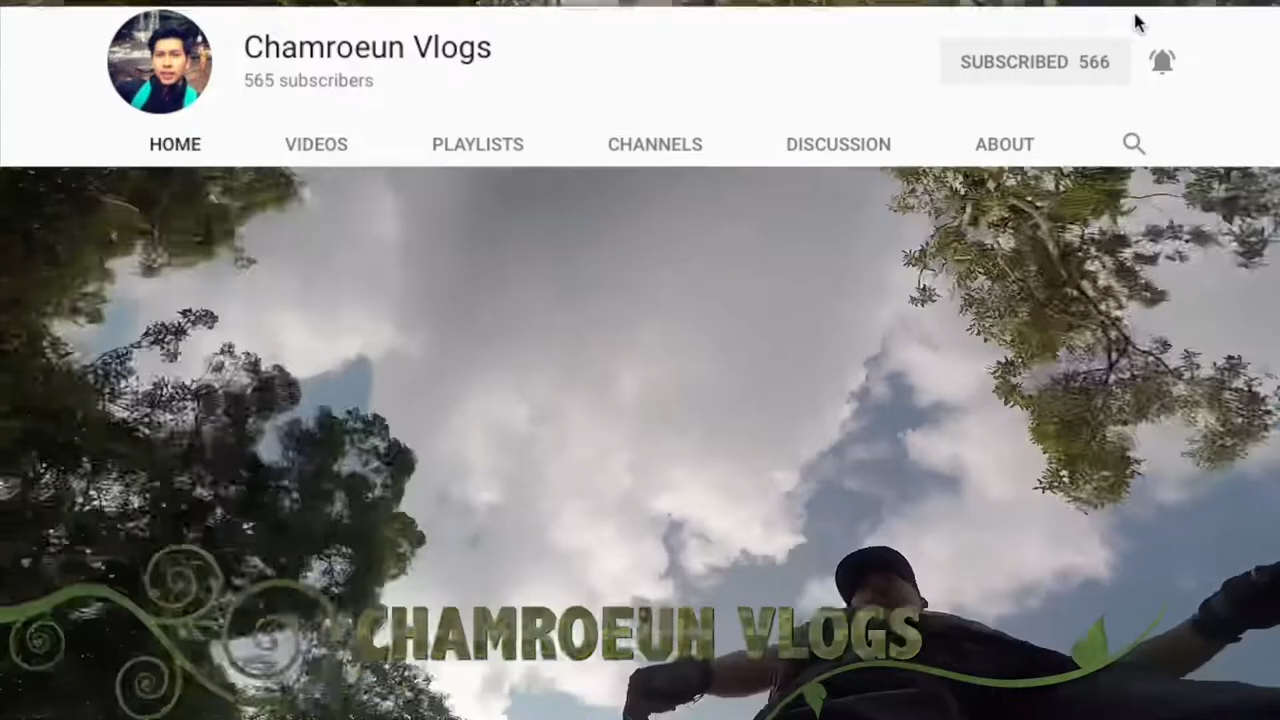 Chamroeun Vlogs
565 subscribers
SUBSCRIBED 566
HOME VIDEOS PLAYLISTS CHANNELS DISCUSSION ABOUT
CHAMROEUN VLOGS